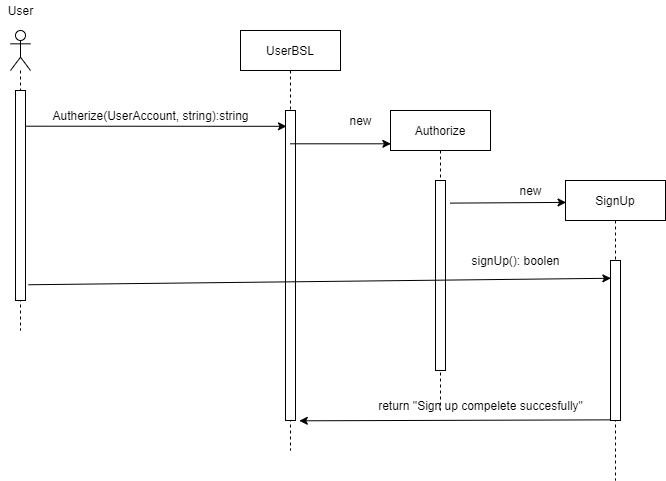 User
UserBSL
Autherize(UserAccount, string):string
new
Authorize
new
SignUp
signUp(): boolen
return "Sign up compelete succesfully"